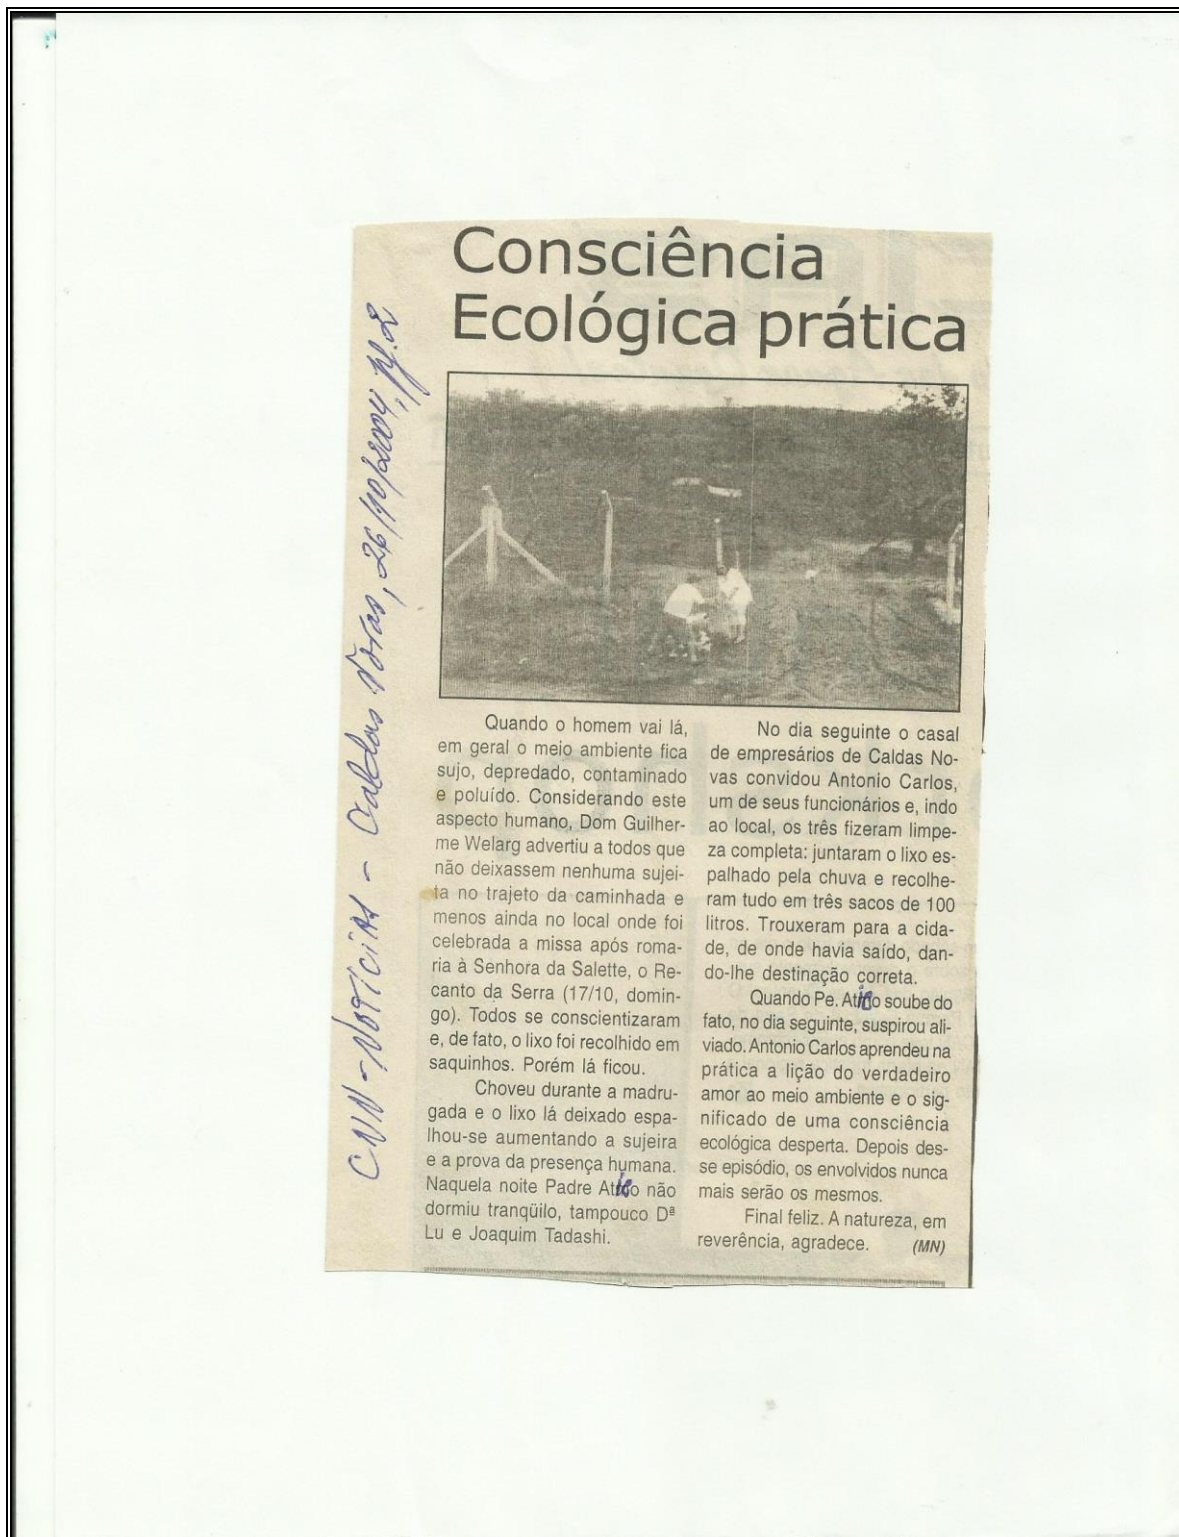 Consciência
Ecológica prática
CNN - Notícias - Caldas Novas, 26/10/2004, pg. 2
Quando o homem vai lá,
em geral o meio ambiente fica
sujo, depredado, contaminado
e poluído. Considerando este
aspecto humano, Dom Guilher-
me Welarg advertiu a todos que
não deixassem nenhuma sujei-
ta no trajeto da caminhada e
menos ainda no local onde foi
celebrada a missa após roma-
ria à Senhora da Salette, o Re-
canto da Serra (17/10, domin-
go). Todos se conscientizaram
e, de fato, o lixo foi recolhido em
saquinhos. Porém lá ficou.
Choveu durante a madru-
gada e o lixo lá deixado espa-
lhou-se aumentando a sujeira
e a prova da presença humana.
Naquela noite Padre Atico não
dormiu tranqüilo, tampouco Dª
Lu e Joaquim Tadashi.
No dia seguinte o casal
de empresários de Caldas No-
vas convidou Antonio Carlos,
um de seus funcionários e, indo
ao local, os três fizeram limpe-
za completa: juntaram o lixo es-
palhado pela chuva e recolhe-
ram tudo em três sacos de 100
litros. Trouxeram para a cida-
de, de onde havia saído, dan-
do-lhe destinação correta.
Quando Pe. Atico soube do
fato, no dia seguinte, suspirou ali-
viado. Antonio Carlos aprendeu na
prática a lição do verdadeiro
amor ao meio ambiente e o sig-
nificado de uma consciência
ecológica desperta. Depois des-
se episódio, os envolvidos nunca
mais serão os mesmos.
Final feliz. A natureza, em
reverência, agradece. (MN)